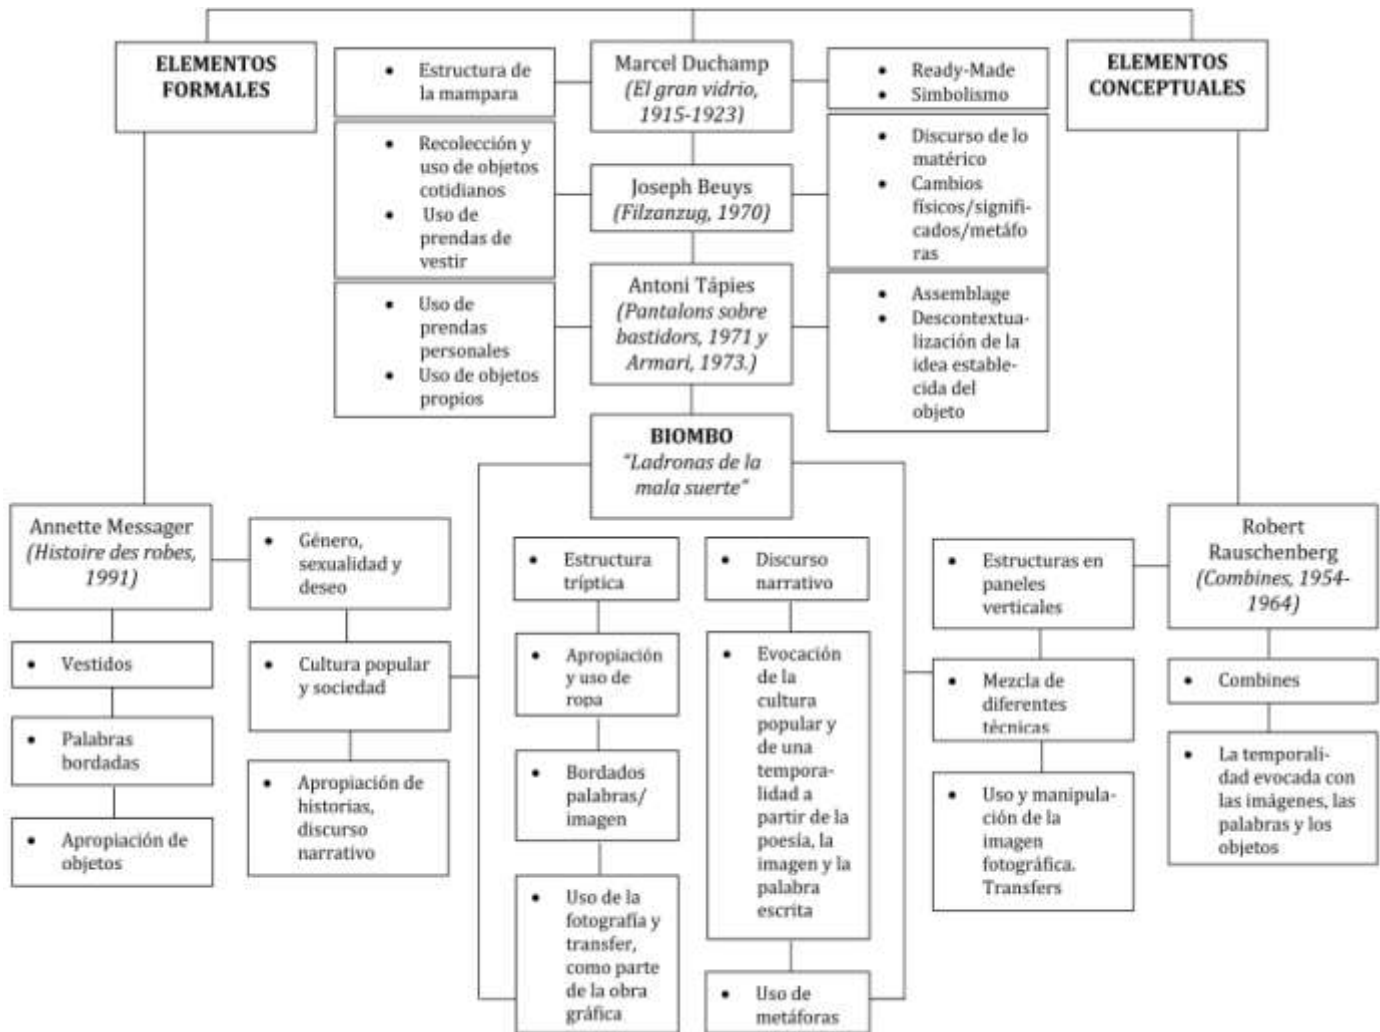 ELEMENTOS
FORMALES
• Estructura de
la mampara
Marcel Duchamp
(El gran vidrio,
1915-1923)
• Ready-Made
• Simbolismo
ELEMENTOS
CONCEPTUALES
• Recolección y
uso de objetos
cotidianos
• Uso de
prendas de
vestir
Joseph Beuys
(Filzanzug, 1970)
• Discurso de lo
matérico
• Cambios
físicos/signifi-
cados/metáfo
ras
• Uso de
prendas
personales
• Uso de objetos
propios
Antoni Tápies
(Pantalons sobre
bastidors, 1971 y
Armari, 1973.)
• Assemblage
• Descontextua-
lización de la
idea estable-
cida del
objeto
BIOMBO
"Ladronas de la
mala suerte"
Annette Messager
(Histoire des robes,
1991)
• Vestidos
• Palabras
bordadas
• Apropiación de
objetos
• Género,
sexualidad y
deseo
• Cultura popular
y sociedad
• Apropiación de
historias,
discurso
narrativo
• Estructura
tríptica
• Apropiación
y uso de
ropa
• Bordados
palabras/
imagen
• Uso de la
fotografía y
transfer,
como parte
de la obra
gráfica
• Discurso
narrativo
• Evocación
de la
cultura
popular y
de una
tempora-
lidad a
partir de la
poesía, la
imagen y la
palabra
escrita
• Uso de
metáforas
• Estructuras en
paneles
verticales
• Mezcla de
diferentes
técnicas
• Uso y manipula-
ción de la
imagen
fotográfica.
Transfers
Robert
Rauschenberg
(Combines, 1954-
1964)
• Combines
• La temporali-
dad evocada con
las imágenes, las
palabras y los
objetos